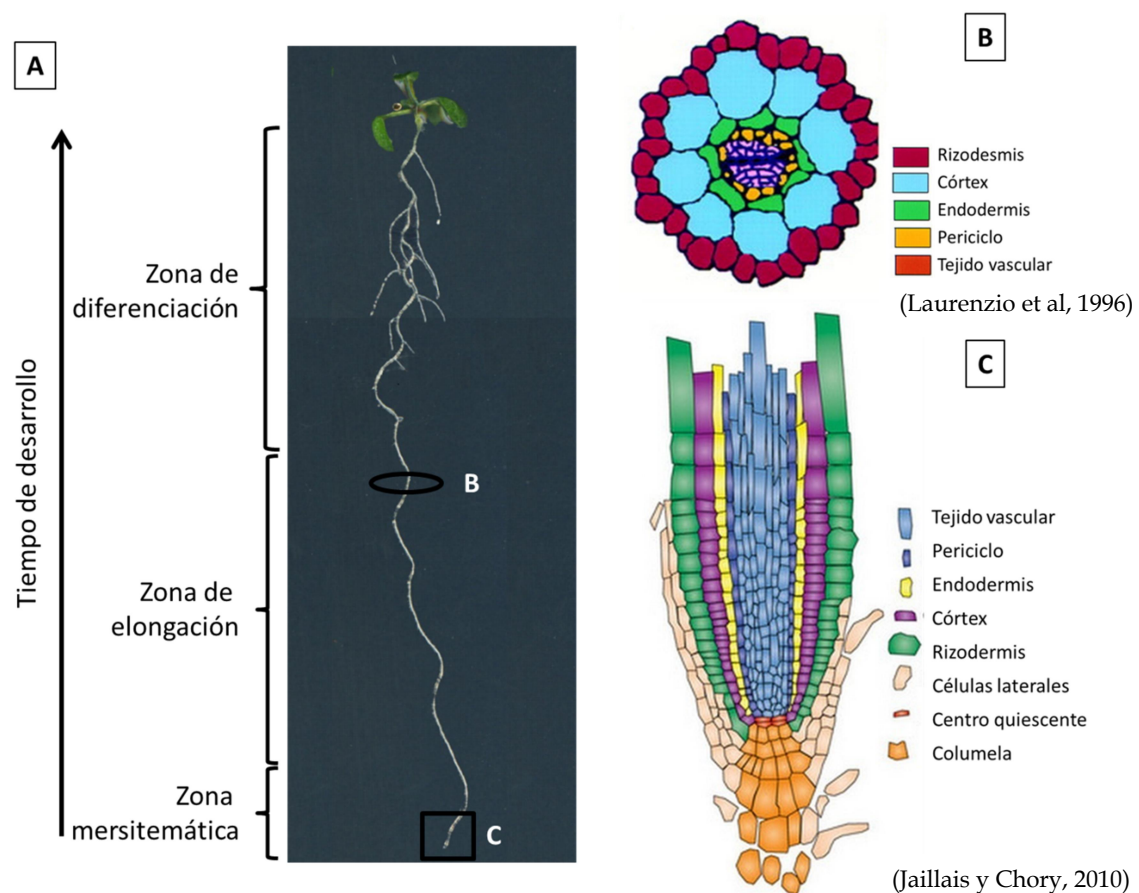 A
Tiempo de desarrollo
Zona de
diferenciación
Zona de
elongación
Zona
mersitemática
B
C
B
Rizodesmis
Córtex
Endodermis
Periciclo
Tejido vascular
(Laurenzio et al, 1996)
C
Tejido vascular
Periciclo
Endodermis
Córtex
Rizodermis
Células laterales
Centro quiescente
Columela
(Jaillais y Chory, 2010)